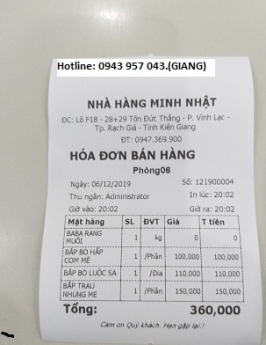 Hotline: 0943 957 043.(GIANG)
NHÀ HÀNG MINH NHẬT
ĐC: Lô F1B - 28+29 Tôn Đức Thắng - P. Vĩnh Lạc -
Tp. Rạch Giá - Tỉnh Kiên Giang
ĐT: 0947.369.900
HÓA ĐƠN BÁN HÀNG
Phòng06
Ngày: 06/12/2019 Số: 121900004
Thu ngân: Administrator In lúc: 20:02
Giờ vào: 20:02 Giờ ra: 20:02
Mặt hàng SL ĐVT Giá T tiền
BABA RANG
MUỐI 1 kg 0 0
BẮP BÒ HẤP
CƠM MẺ 1 /Phần 100,000 100,000
BẮP BÒ LUỘC SẢ 1 /Dĩa 110,000 110,000
BẮP TRÂU
NHÚNG MẺ 1 /Phần 150,000 150,000
Tổng: 360,000
Cám ơn Quý khách. Hẹn gặp lại !